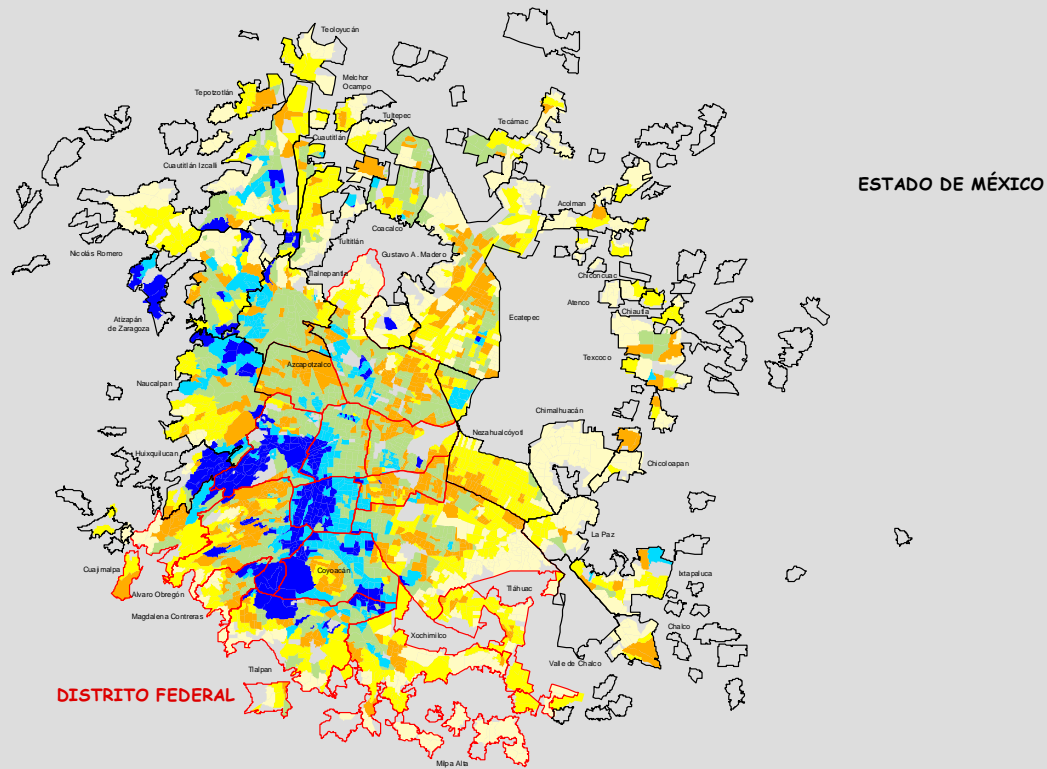 Teoloyucán
Melchor
Ocampo
Tepotzotlán
Tultepec
Tecámac
Cuautitlán
Cuautitlán Izcalli
ESTADO DE MÉXICO
Acolman
Coacalco
Tultitlán
Nicolás Romero
Gustavo A. Madero
Tlalnepantla
Chiconcuac
Atenco
Chiautla
Ecatepec
Atizapán
de Zaragoza
Texcoco
Azcapotzalco
Naucalpan
Chimalhuacán
Nezahualcóyotl
Huixquilucan
Chicoloapan
La Paz
Cuajimalpa
Coyoacán
Ixtapaluca
Tláhuac
Alvaro Obregón
Magdalena Contreras
Chalco
Xochimilco
Valle de Chalco
Tlalpan
DISTRITO FEDERAL
Milpa Alta